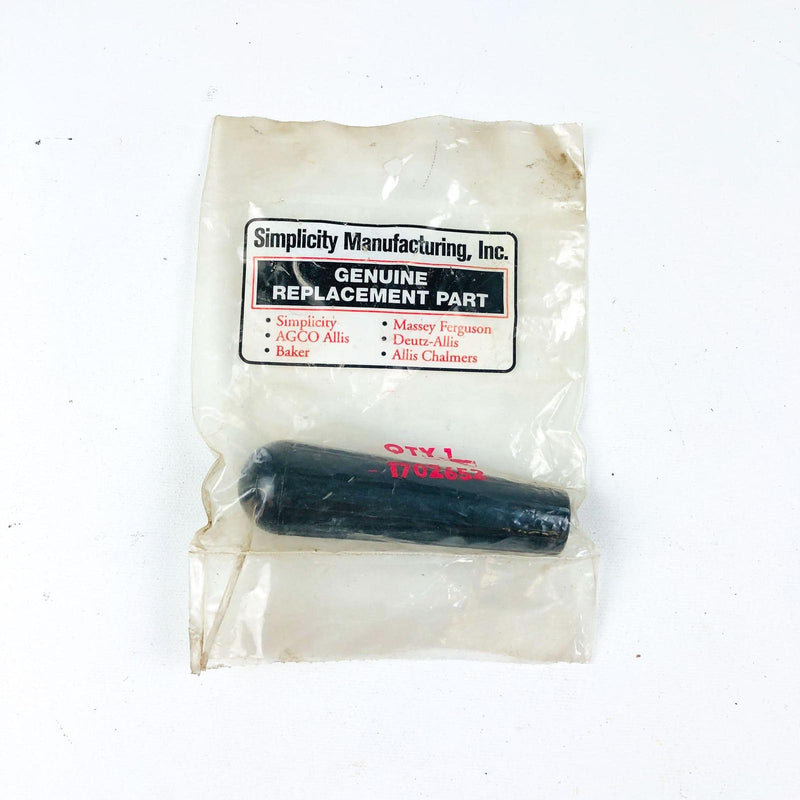 Simplicity Manufacturing, Inc.
GENUINE
REPLACEMENT PART
• Simplicity
• AGCO Allis
• Baker
• Massey Ferguson
• Deutz-Allis
• Allis Chalmers
QTY 1
1702652